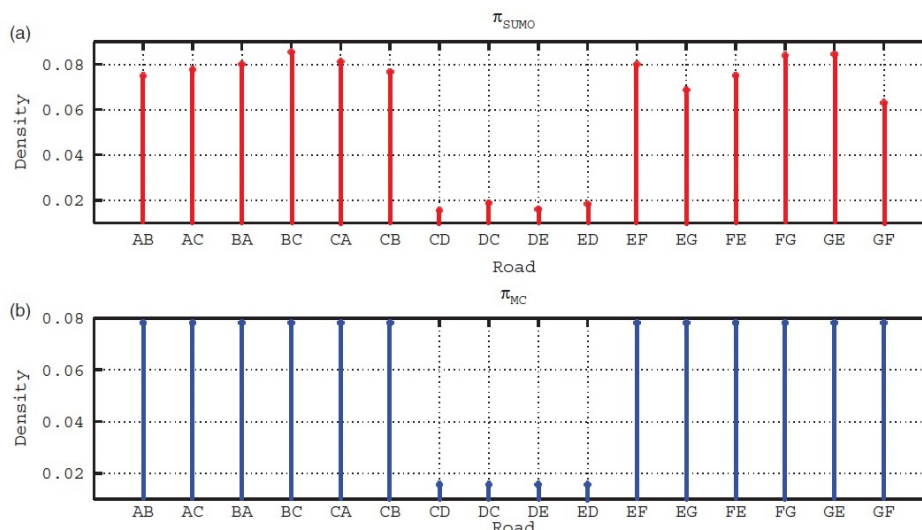 (a)
πSUMO
Density
0.08
0.06
0.04
0.02
AB AC BA BC CA CB CD DC DE ED EF EG FE FG GE GF
Road
(b)
πMC
Density
0.08
0.06
0.04
0.02
AB AC BA BC CA CB CD DC DE ED EF EG FE FG GE GF
Road